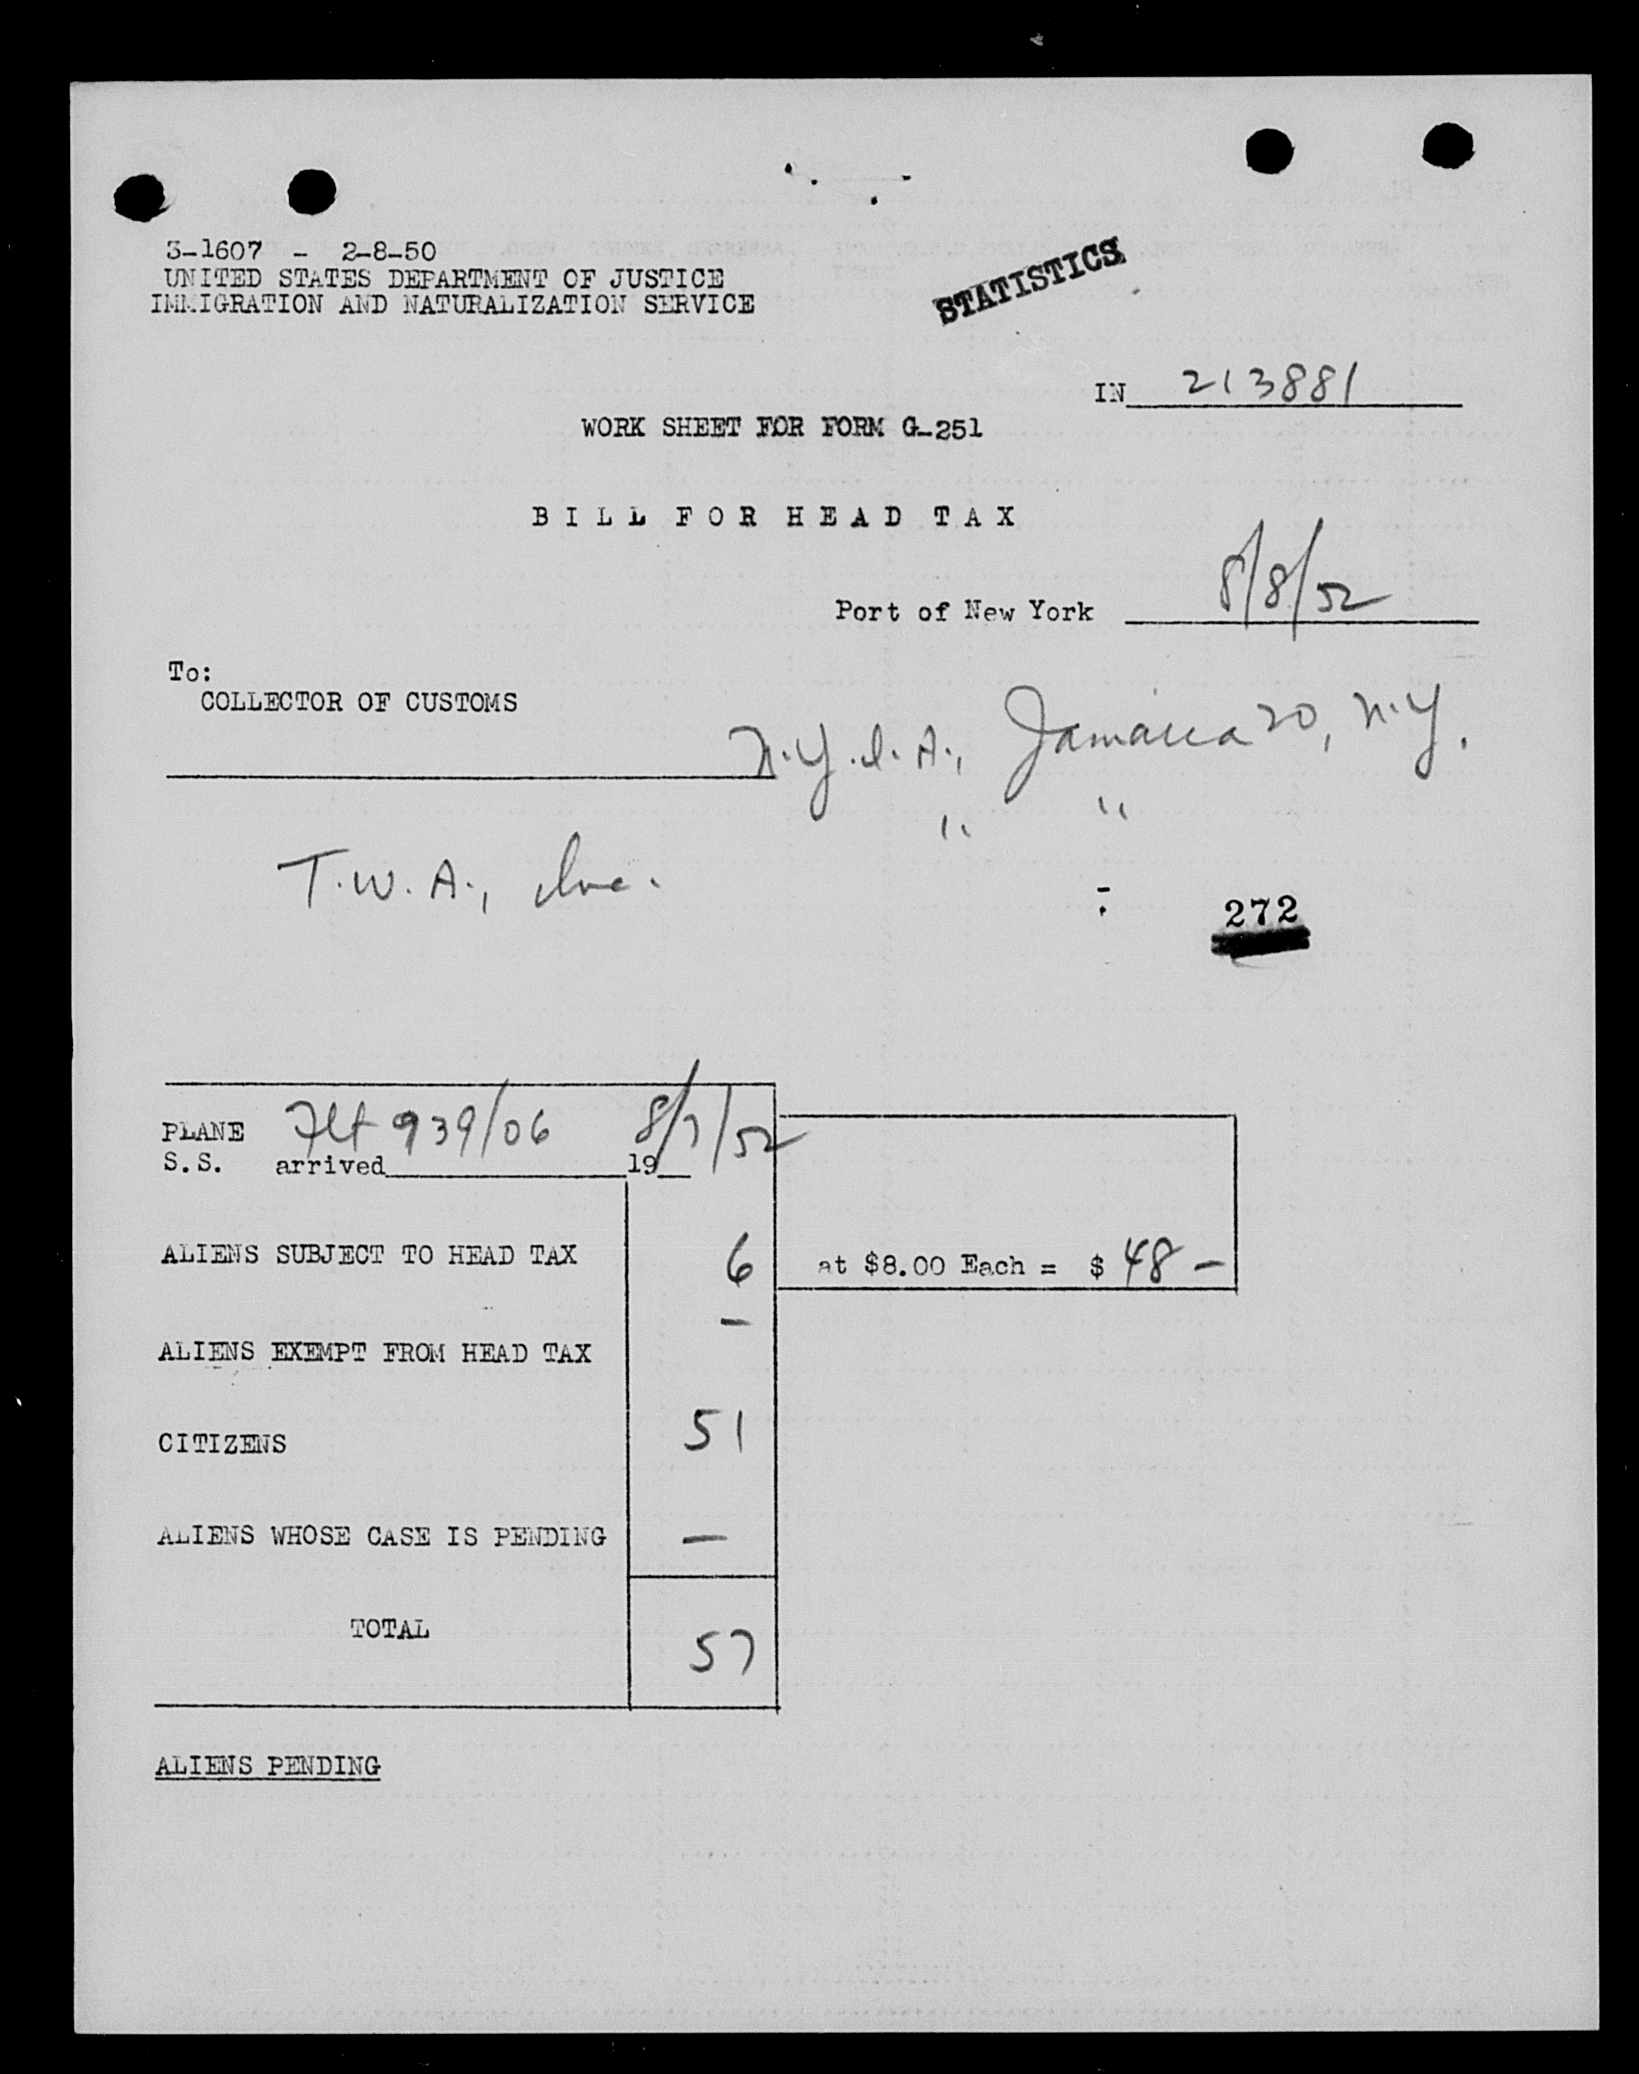 3-1607 - 2-8-50
UNITED STATES DEPARTMENT OF JUSTICE
IMMIGRATION AND NATURALIZATION SERVICE
STATISTICS
IN 213881
WORK SHEET FOR FORM G-251
BILL FOR HEAD TAX
Port of New York 8/8/52
To:
COLLECTOR OF CUSTOMS
N.Y.I.A., Jamaica 20, N.Y.
" "
T.W.A., Inc.
272
PLANE Flt 939/06 8/7/52
S.S. arrived 19
ALIENS SUBJECT TO HEAD TAX 6 at $8.00 Each = $ 48 -
ALIENS EXEMPT FROM HEAD TAX -
CITIZENS 51
ALIENS WHOSE CASE IS PENDING -
TOTAL 57
ALIENS PENDING